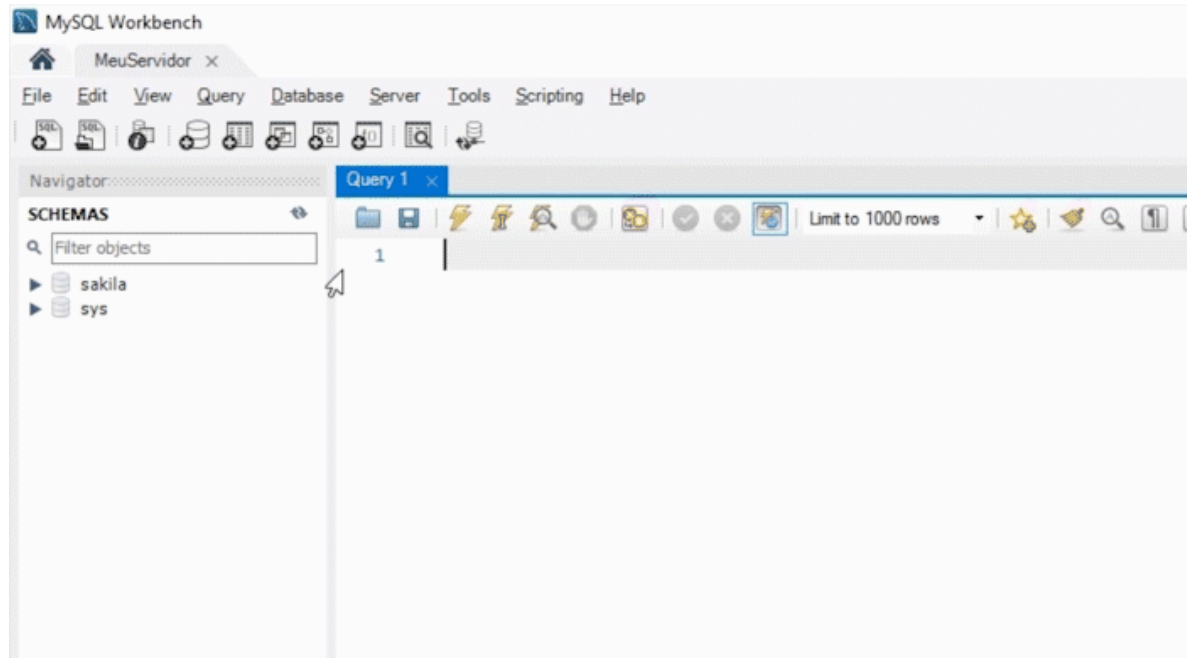 MySQL Workbench
MeuServidor
File Edit View Query Database Server Tools Scripting Help
Navigator
Query 1
SCHEMAS
Limit to 1000 rows
Filter objects
1
sakila
sys